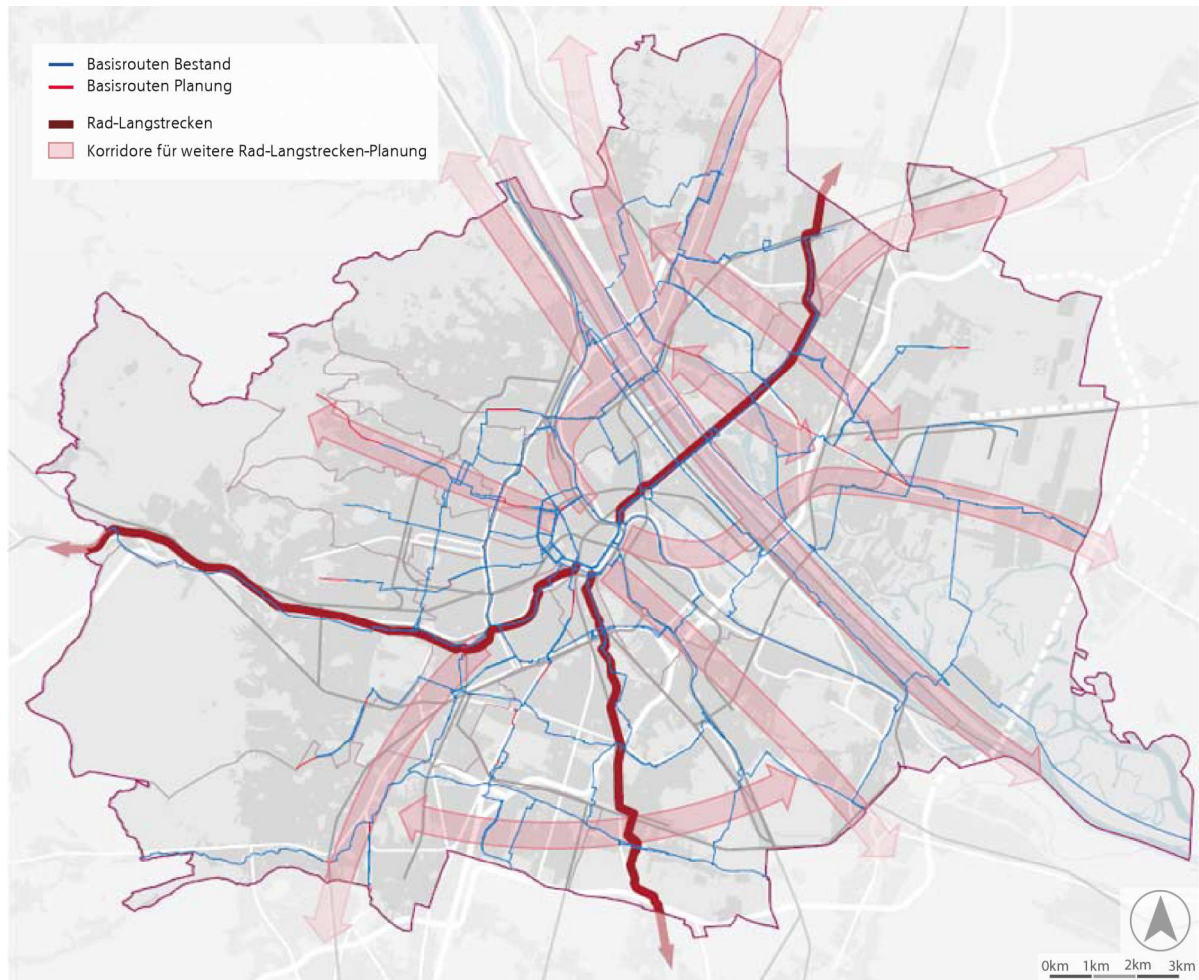 Basisrouten Bestand
Basisrouten Planung
Rad-Langstrecken
Korridore für weitere Rad-Langstrecken-Planung
0km 1km 2km 3km